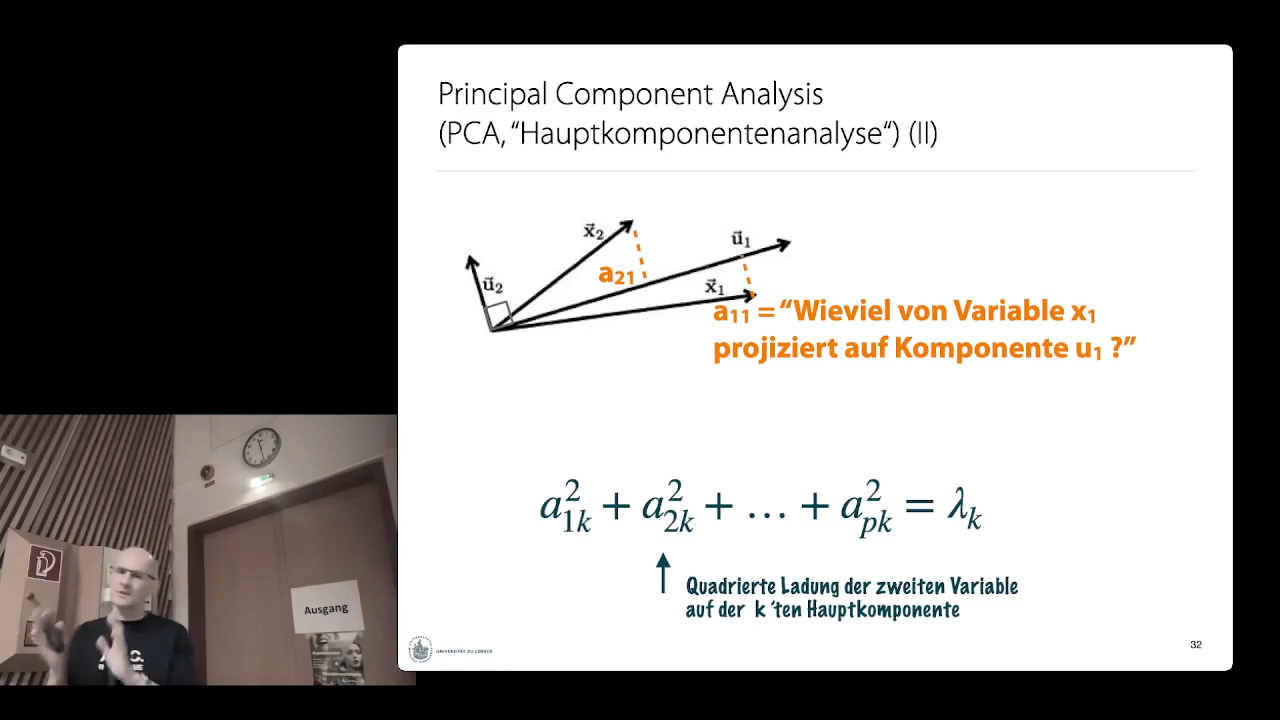 Principal Component Analysis
(PCA, “Hauptkomponentenanalyse“) (II)
x⃗₂
u⃗₁
a₂₁
u⃗₂
x⃗₁
a₁₁ = “Wieviel von Variable x₁
projiziert auf Komponente u₁ ?”
a²₁ₖ + a²₂ₖ + … + a²ₚₖ = λₖ
Quadrierte Ladung der zweiten Variable
auf der k ‘ten Hauptkomponente
Ausgang
UNIVERSITÄT ZU LÜBECK
32